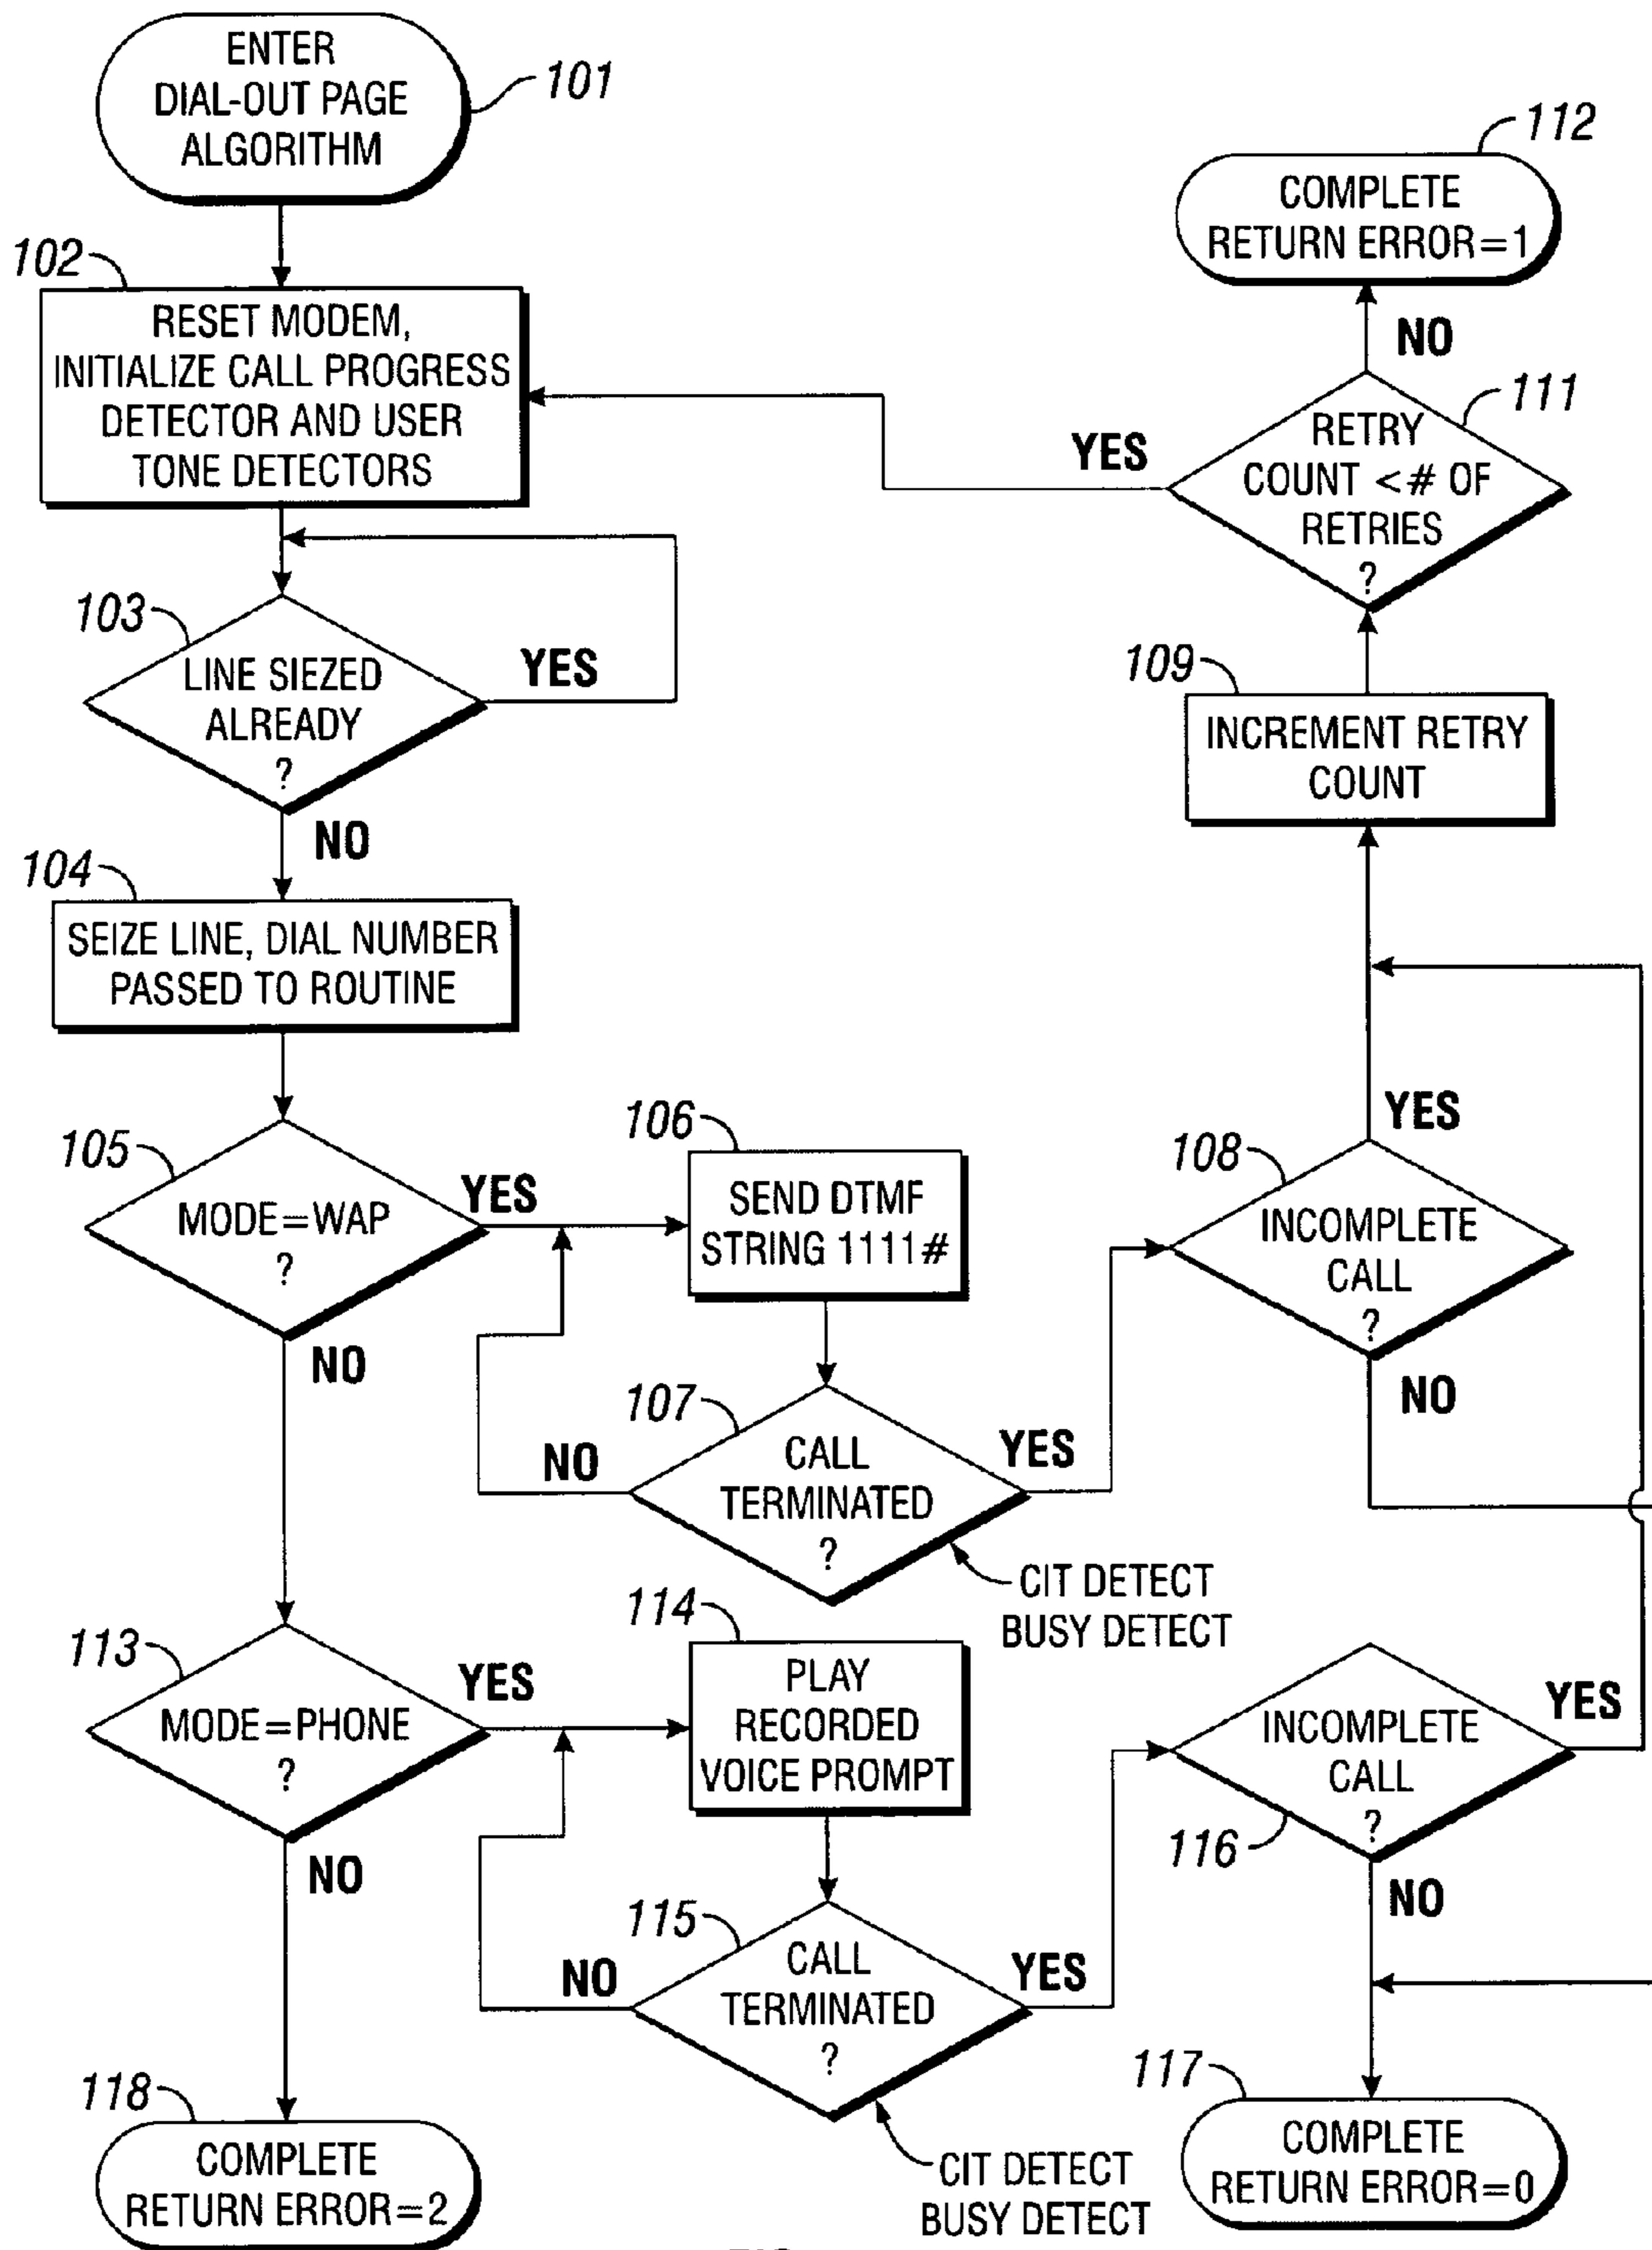 ENTER
DIAL-OUT PAGE
ALGORITHM
101
102
RESET MODEM,
INITIALIZE CALL PROGRESS
DETECTOR AND USER
TONE DETECTORS
103
LINE SIEZED
ALREADY
?
YES
NO
104
SEIZE LINE, DIAL NUMBER
PASSED TO ROUTINE
105
MODE=WAP
?
YES
NO
106
SEND DTMF
STRING 1111#
107
CALL
TERMINATED
?
NO
YES
CIT DETECT
BUSY DETECT
108
INCOMPLETE
CALL
?
YES
NO
109
INCREMENT RETRY
COUNT
111
RETRY
COUNT <# OF
RETRIES
?
YES
NO
112
COMPLETE
RETURN ERROR=1
113
MODE=PHONE
?
YES
NO
114
PLAY
RECORDED
VOICE PROMPT
115
CALL
TERMINATED
?
NO
YES
CIT DETECT
BUSY DETECT
116
INCOMPLETE
CALL
?
YES
NO
117
COMPLETE
RETURN ERROR=0
118
COMPLETE
RETURN ERROR=2